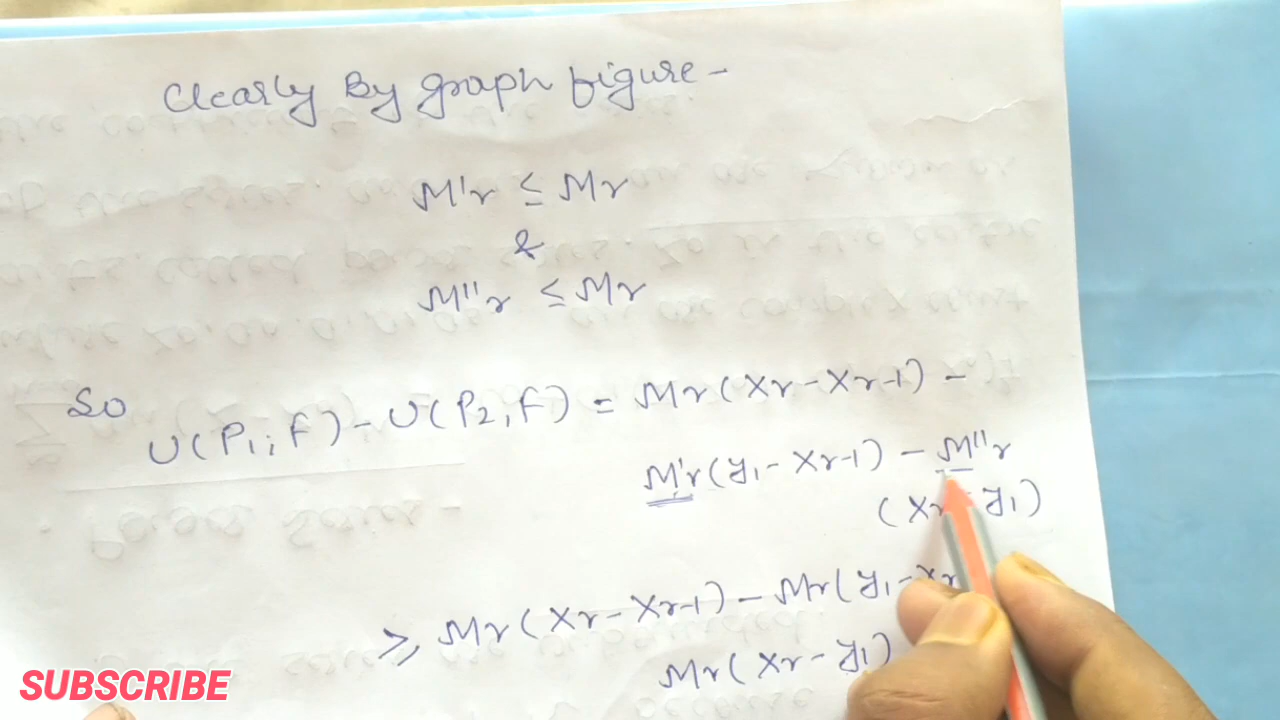 Clearly By graph figure -
M'r ≤ Mr
&
M''r ≤ Mr
So
U(P1,f) - U(P2,f) = Mr(xr - xr-1) -
M'r(y1 - xr-1) - M''r
(xr - y1)
≥ Mr(xr - xr-1) - Mr(y1 - xr
Mr(xr - y1)
SUBSCRIBE